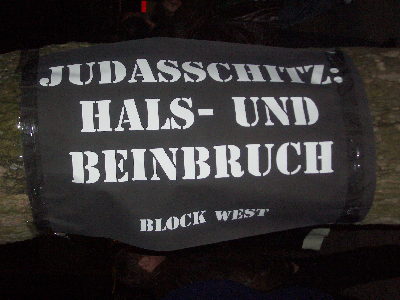 JUDASSCHITZ:
HALS- UND
BEINBRUCH
BLOCK WEST